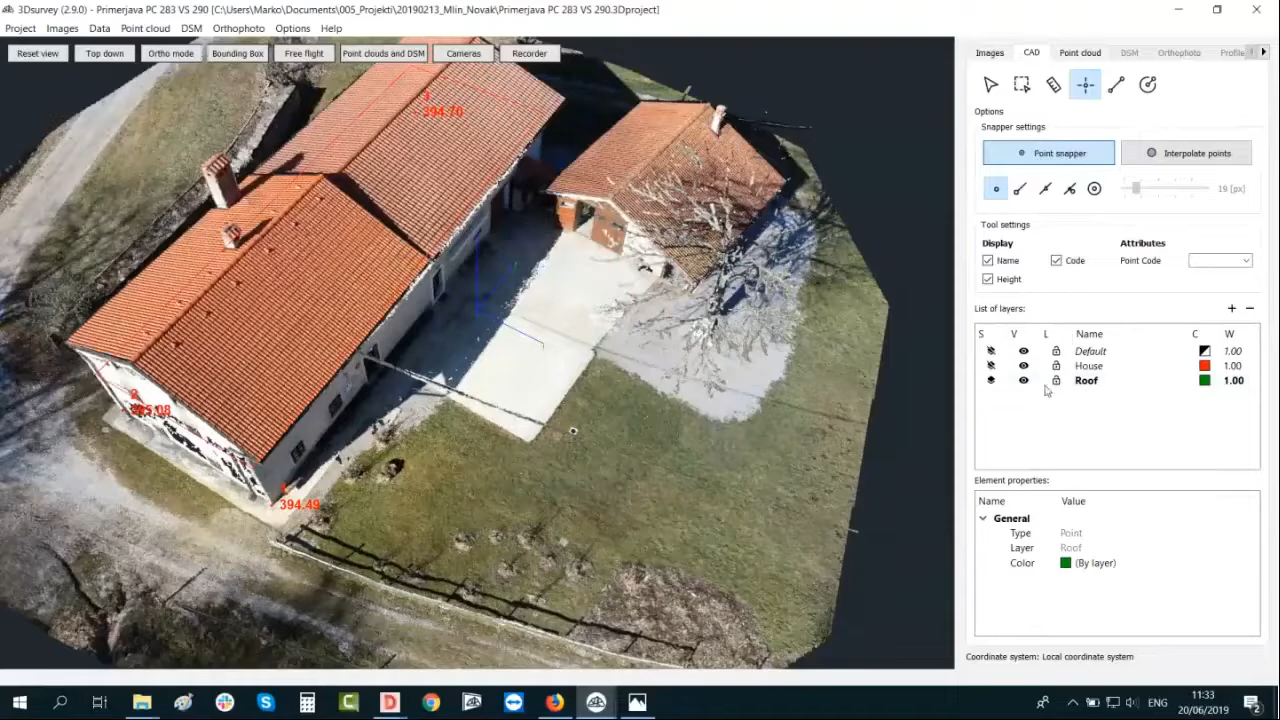 3Dsurvey (2.9.0) - Primerjava PC 283 VS 290 [C:\Users\Marko\Documents\005_Projekti\20190213_Mlin_Novak\Primerjava PC 283 VS 290.3Dproject]
Project Images Data Point cloud DSM Orthophoto Options Help
Reset view Top down Ortho mode Bounding Box Free flight Point clouds and DSM Cameras Recorder
Images CAD Point cloud DSM Orthophoto Profile
Options
Snapper settings
Point snapper Interpolate points
19 [px]
Tool settings
Display Attributes
Name Code Point Code
Height
List of layers: + −
S V L Name C W
Default 1.00
House 1.00
Roof 1.00
Element properties:
Name Value
General
Type Point
Layer Roof
Color (By layer)
Coordinate system: Local coordinate system
394.70
2
1
394.49
ENG
11:33
20/06/2019
2